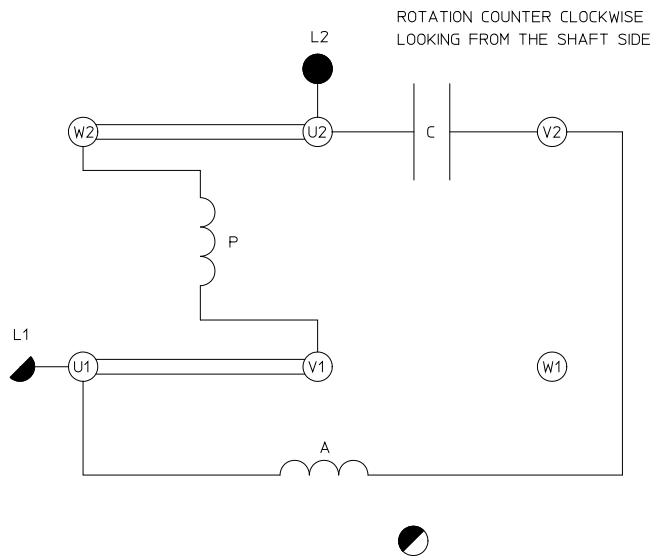 ROTATION COUNTER CLOCKWISE
LOOKING FROM THE SHAFT SIDE
L2
W2
U2
C
V2
P
L1
U1
V1
W1
A